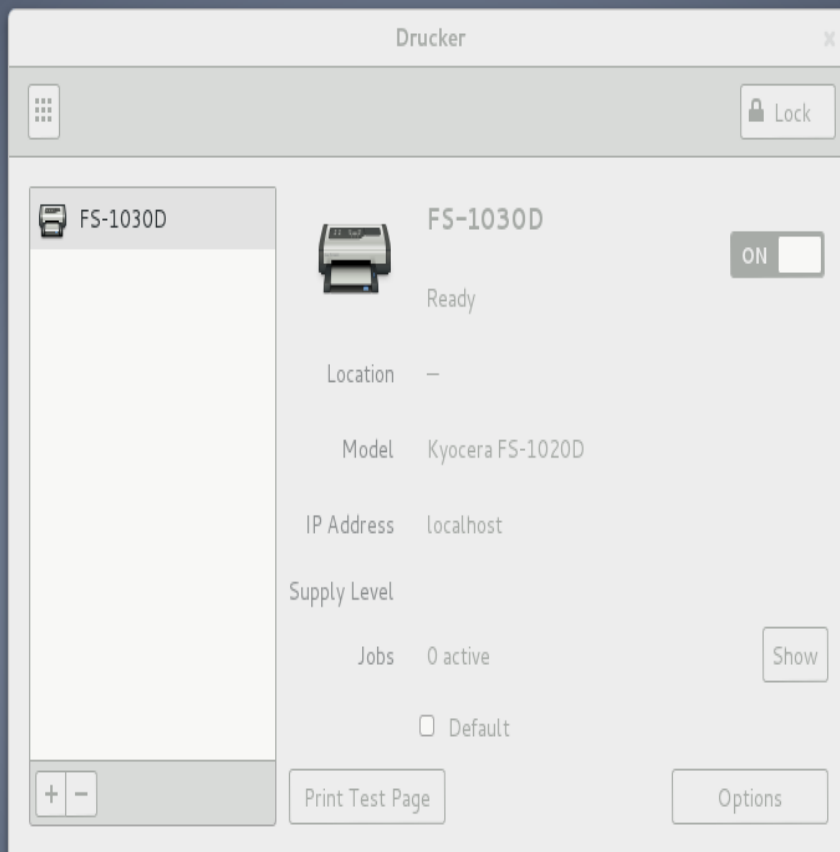 Drucker
Lock
FS-1030D
FS-1030D
ON
Ready
Location –
Model Kyocera FS-1020D
IP Address localhost
Supply Level
Jobs 0 active Show
Default
Print Test Page Options